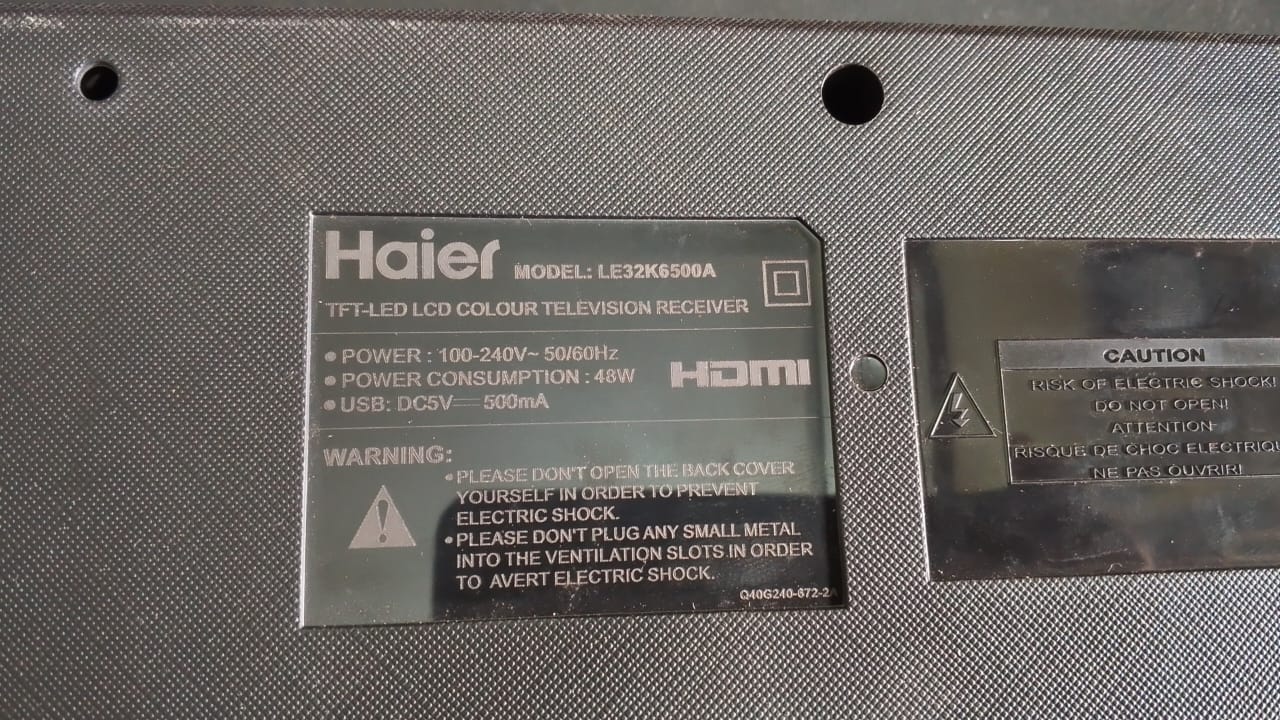 Haier MODEL: LE32K6500A
TFT-LED LCD COLOUR TELEVISION RECEIVER
• POWER : 100-240V~ 50/60Hz
• POWER CONSUMPTION : 48W
• USB: DC5V⎓500mA
HDMI
WARNING:
•PLEASE DON'T OPEN THE BACK COVER
YOURSELF IN ORDER TO PREVENT
ELECTRIC SHOCK.
•PLEASE DON'T PLUG ANY SMALL METAL
INTO THE VENTILATION SLOTS IN ORDER
TO AVERT ELECTRIC SHOCK.
Q40G240-672-2A
CAUTION
RISK OF ELECTRIC SHOCK!
DO NOT OPEN!
ATTENTION
RISQUE DE CHOC ELECTRIQU
NE PAS OUVRIR!